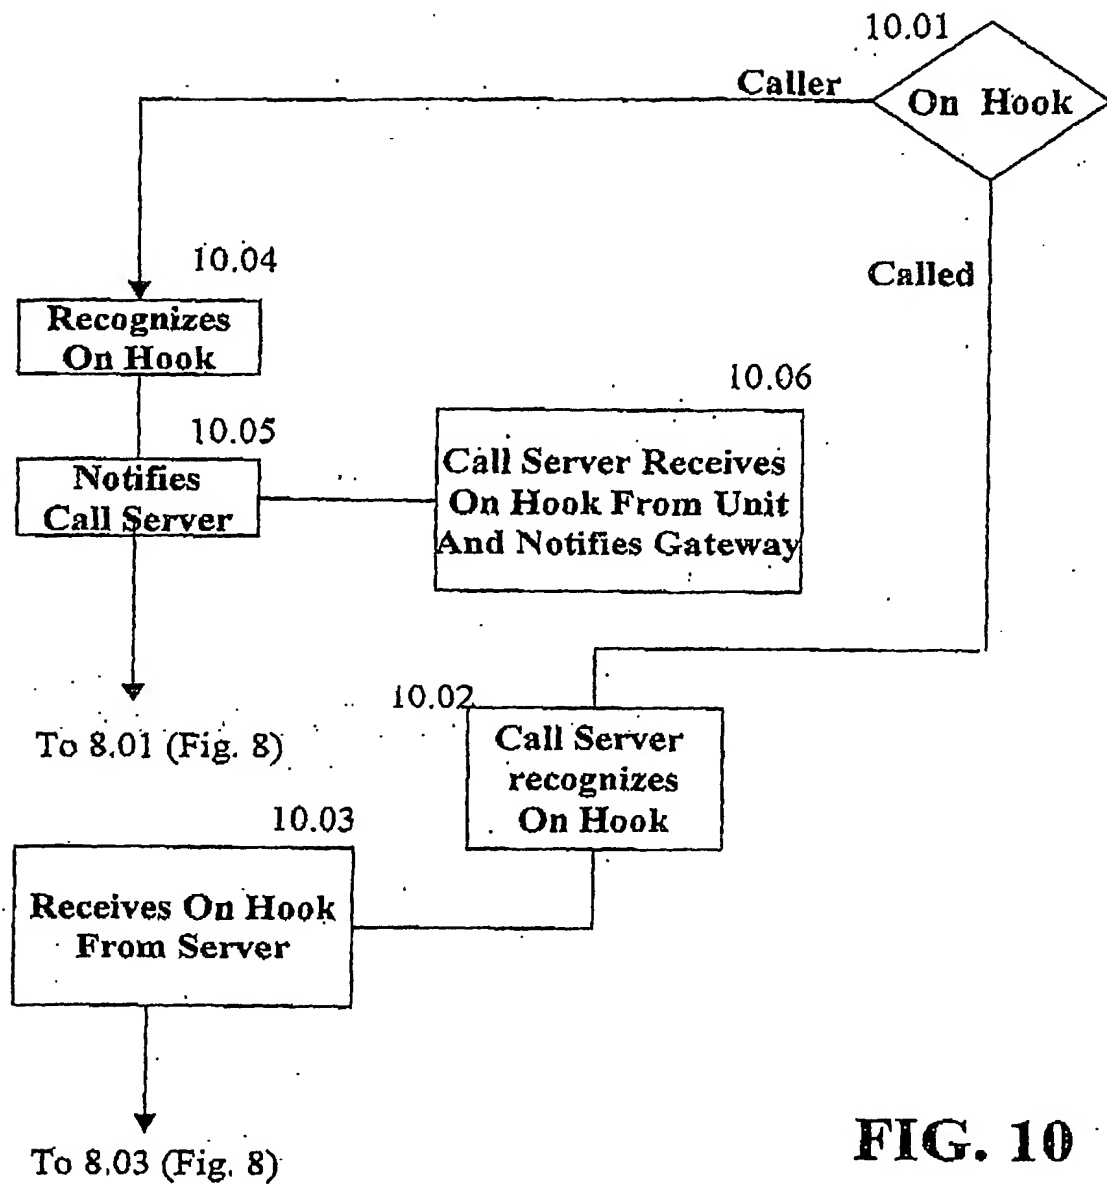 10.01
Caller
On Hook
Called
10.04
Recognizes
On Hook
10.05
Notifies
Call Server
10.06
Call Server Receives
On Hook From Unit
And Notifies Gateway
To 8.01 (Fig. 8)
10.02
Call Server
recognizes
On Hook
10.03
Receives On Hook
From Server
To 8.03 (Fig. 8)
FIG. 10